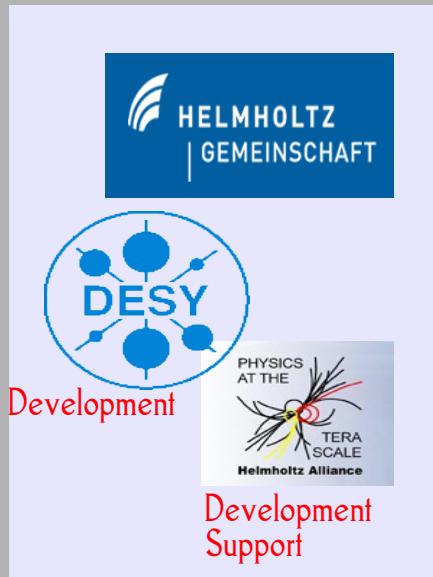 HELMHOLTZ
GEMEINSCHAFT
DESY
Development
PHYSICS
AT THE
TERA
SCALE
Helmholtz Alliance
Development
Support